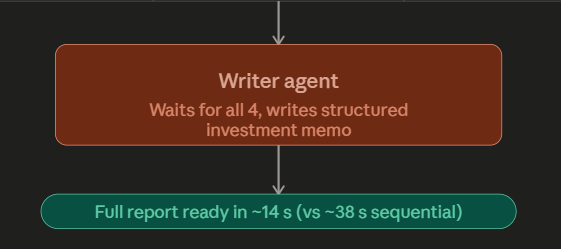 Writer agent
Waits for all 4, writes structured
investment memo
Full report ready in ~14 s (vs ~38 s sequential)